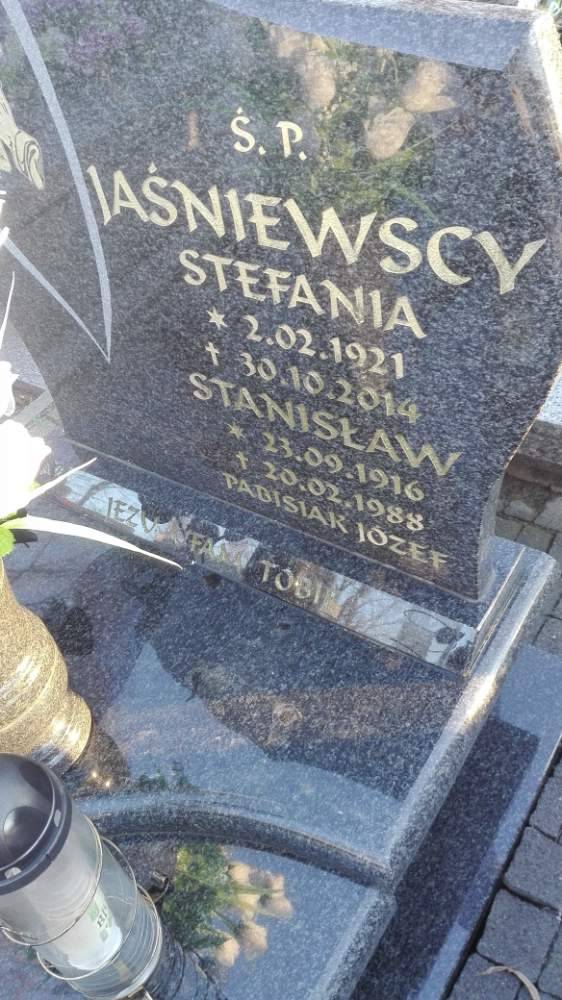 Ś. P.
JAŚNIEWSCY
STEFANIA
* 2.02.1921
† 30.10.2014
STANISŁAW
* 23.09.1916
† 20.02.1988
PABISIAK JÓZEF
JEZU UFAM TOBIE